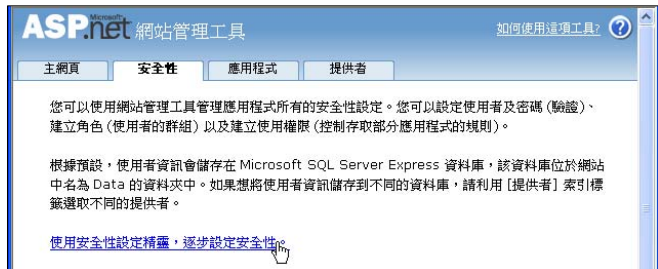 ASP.net Microsoft 網站管理工具 如何使用這項工具? ?
主網頁 安全性 應用程式 提供者
您可以使用網站管理工具管理應用程式所有的安全性設定。您可以設定使用者及密碼 (驗證)、
建立角色 (使用者的群組) 以及建立使用權限 (控制存取部分應用程式的規則)。
根據預設，使用者資訊會儲存在 Microsoft SQL Server Express 資料庫，該資料庫位於網站
中名為 Data 的資料夾中。如果想將使用者資訊儲存到不同的資料庫，請利用 [提供者] 索引標
籤選取不同的提供者。
使用安全性設定精靈，逐步設定安全性。